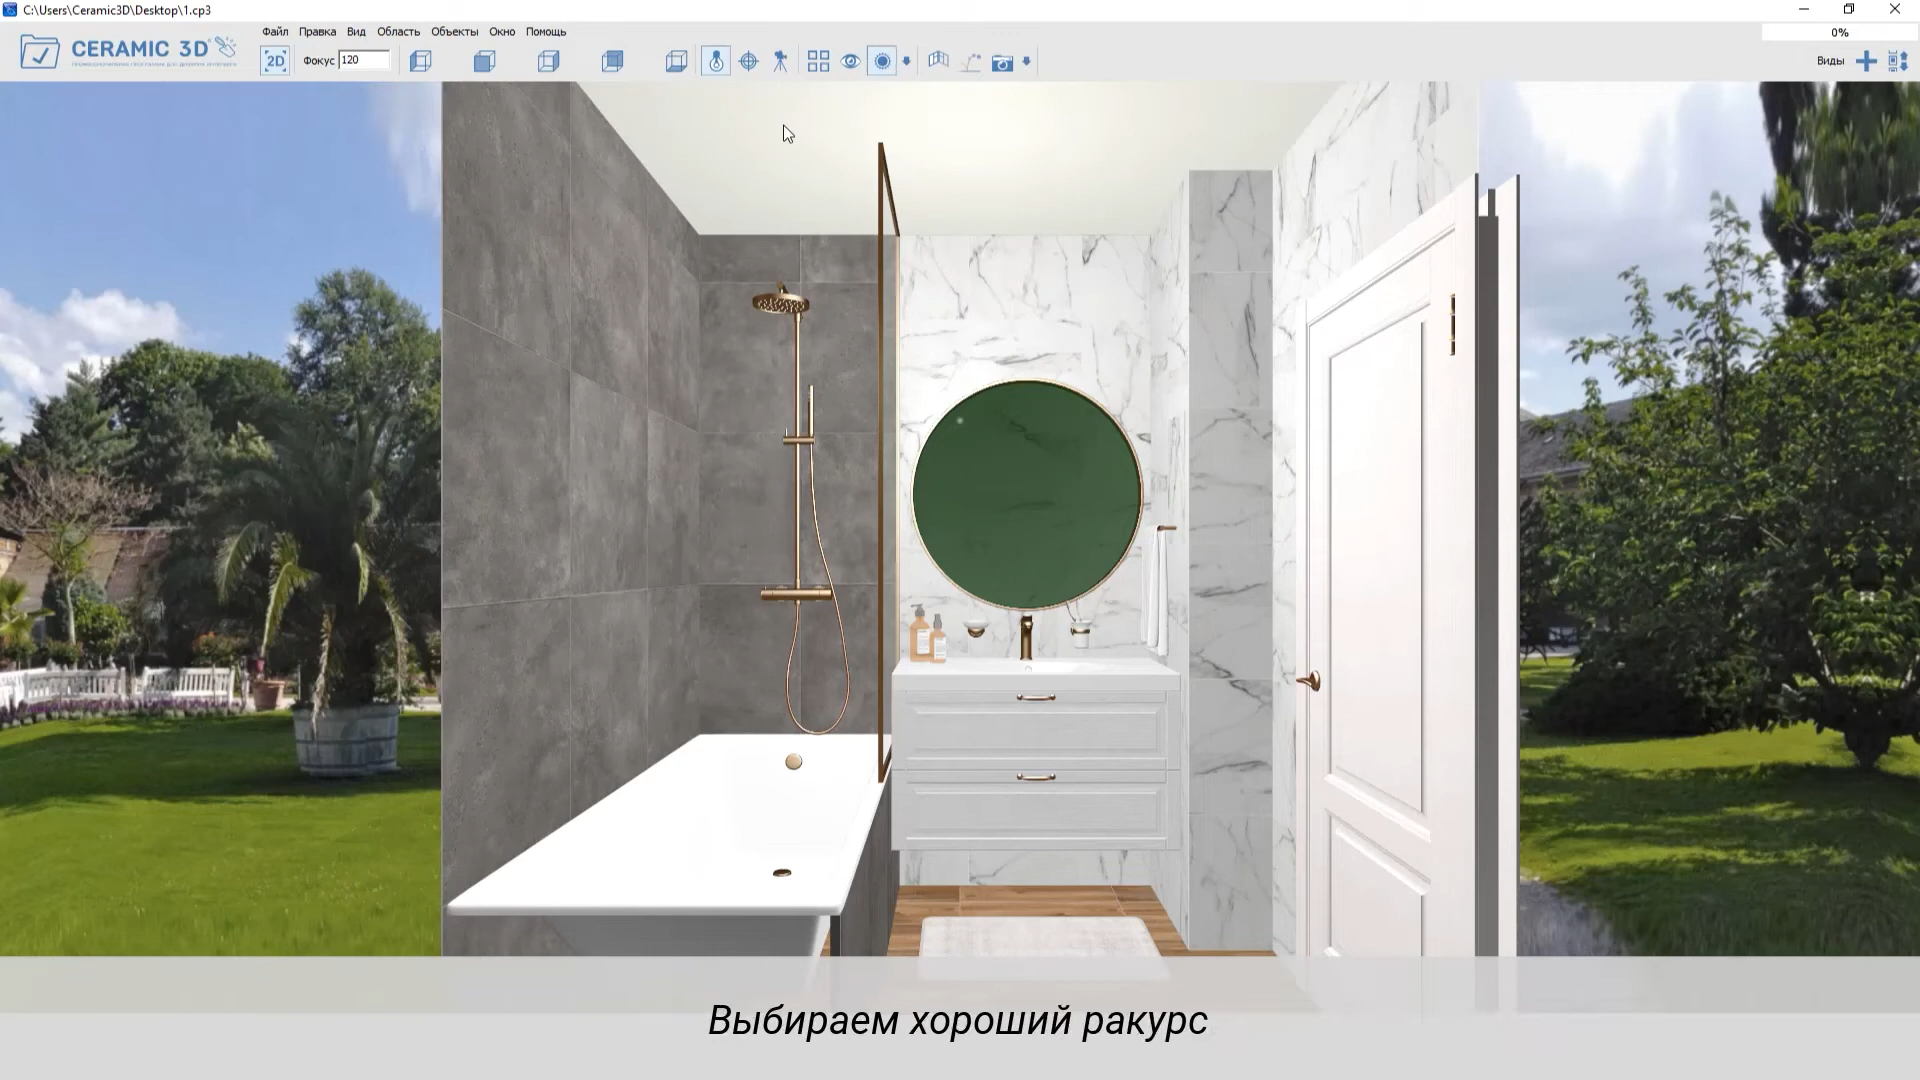 C:\Users\Ceramic3D\Desktop\1.cp3
0%
Файл Правка Вид Область Объекты Окно Помощь
CERAMIC 3D
2D Фокус 120
Виды
Выбираем хороший ракурс